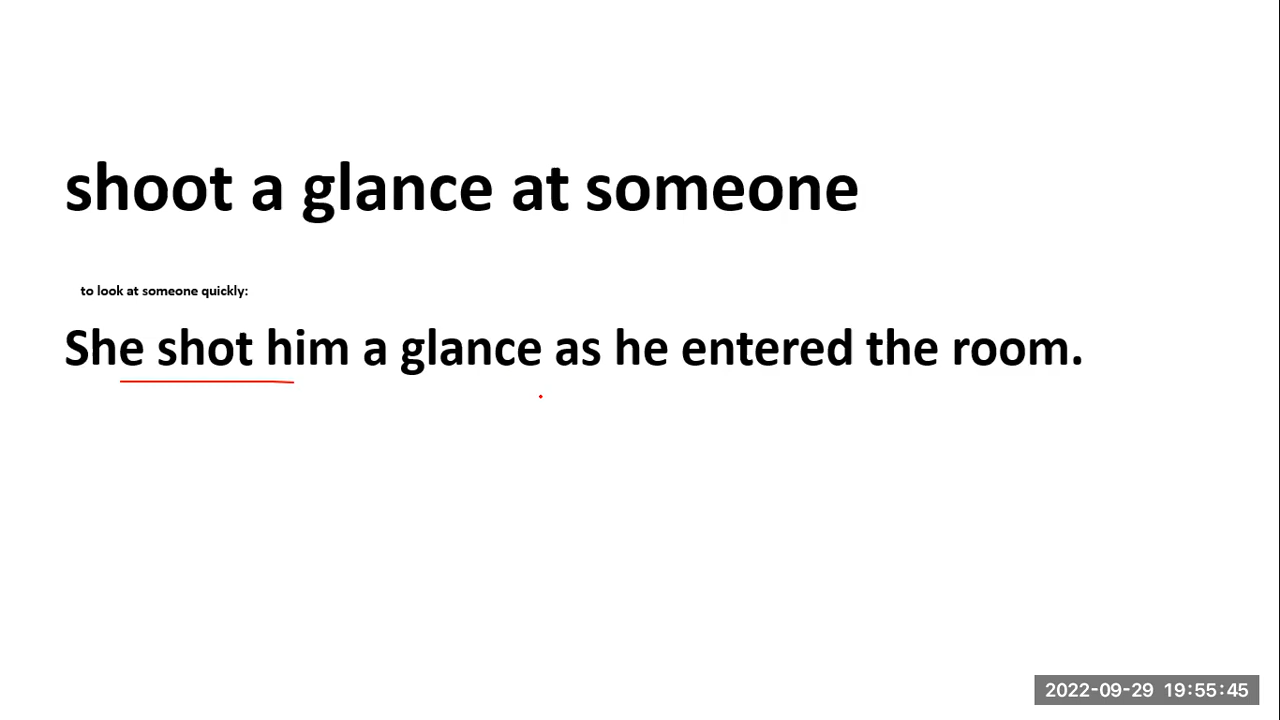 shoot a glance at someone
to look at someone quickly:
She shot him a glance as he entered the room.
2022-09-29 19:55:45